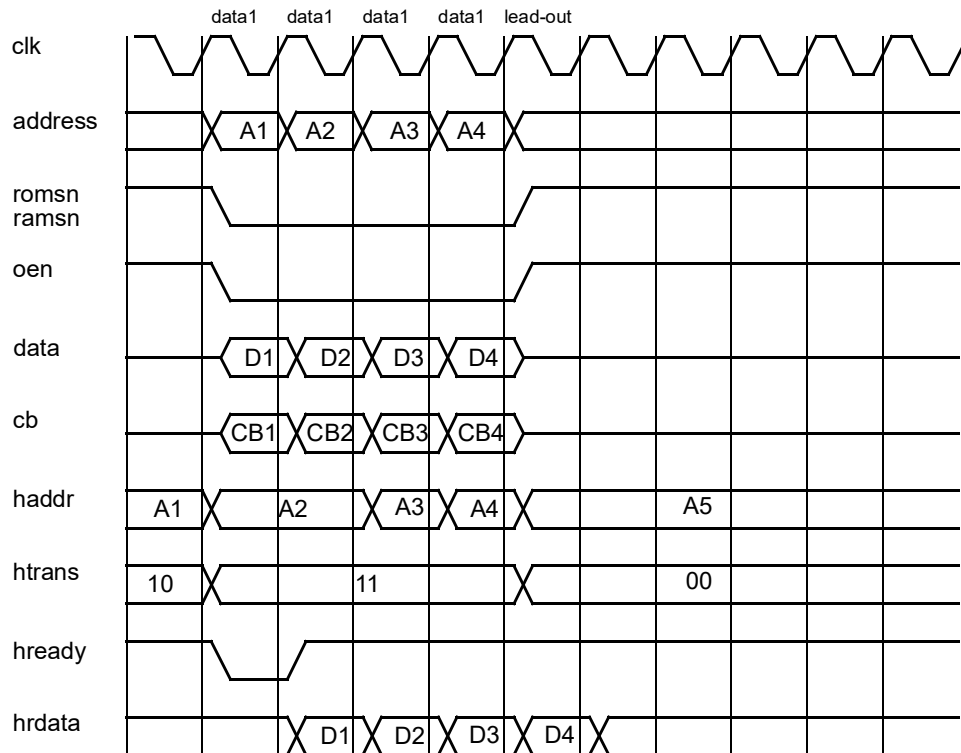 data1 data1 data1 data1 lead-out
clk
address A1 A2 A3 A4
romsn
ramsn
oen
data D1 D2 D3 D4
cb CB1 CB2 CB3 CB4
haddr A1 A2 A3 A4 A5
htrans 10 11 00
hready
hrdata D1 D2 D3 D4